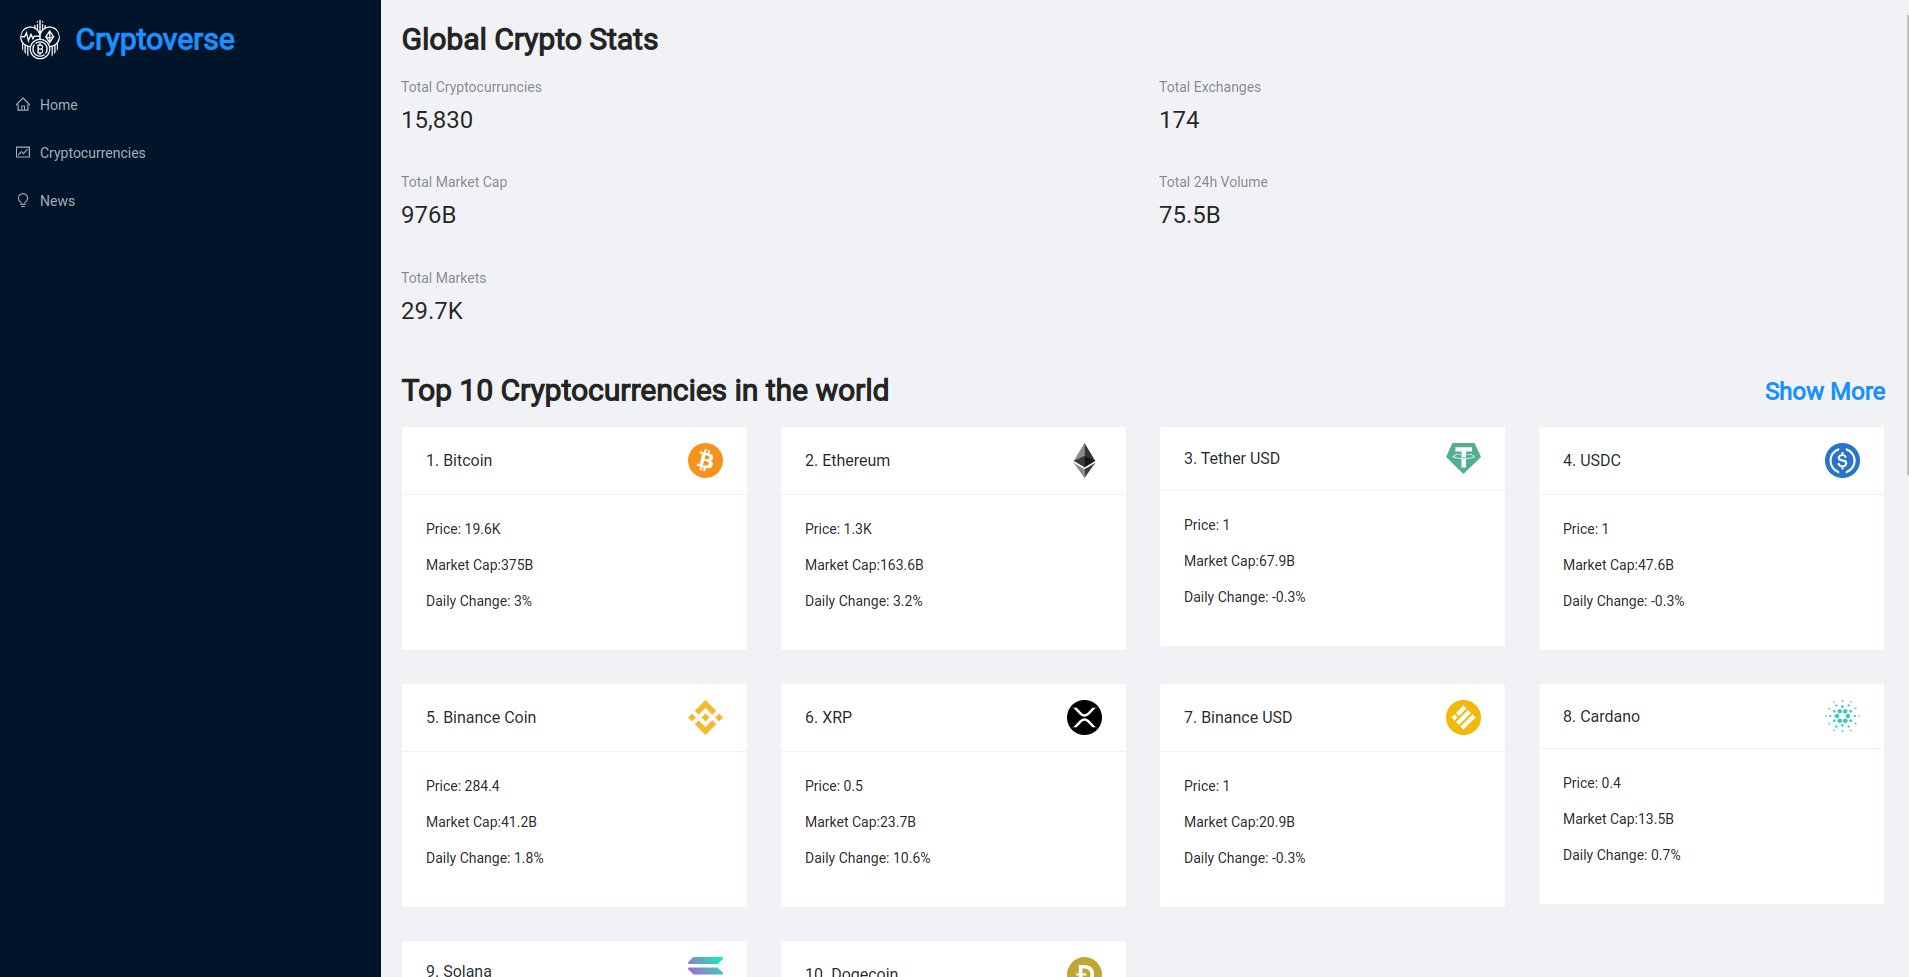 Cryptoverse
Home
Cryptocurrencies
News
Global Crypto Stats
Total Cryptocurruncies
15,830
Total Exchanges
174
Total Market Cap
976B
Total 24h Volume
75.5B
Total Markets
29.7K
Top 10 Cryptocurrencies in the world
Show More
1. Bitcoin
Price: 19.6K
Market Cap:375B
Daily Change: 3%
2. Ethereum
Price: 1.3K
Market Cap:163.6B
Daily Change: 3.2%
3. Tether USD
Price: 1
Market Cap:67.9B
Daily Change: -0.3%
4. USDC
Price: 1
Market Cap:47.6B
Daily Change: -0.3%
5. Binance Coin
Price: 284.4
Market Cap:41.2B
Daily Change: 1.8%
6. XRP
Price: 0.5
Market Cap:23.7B
Daily Change: 10.6%
7. Binance USD
Price: 1
Market Cap:20.9B
Daily Change: -0.3%
8. Cardano
Price: 0.4
Market Cap:13.5B
Daily Change: 0.7%
9. Solana
10. Dogecoin